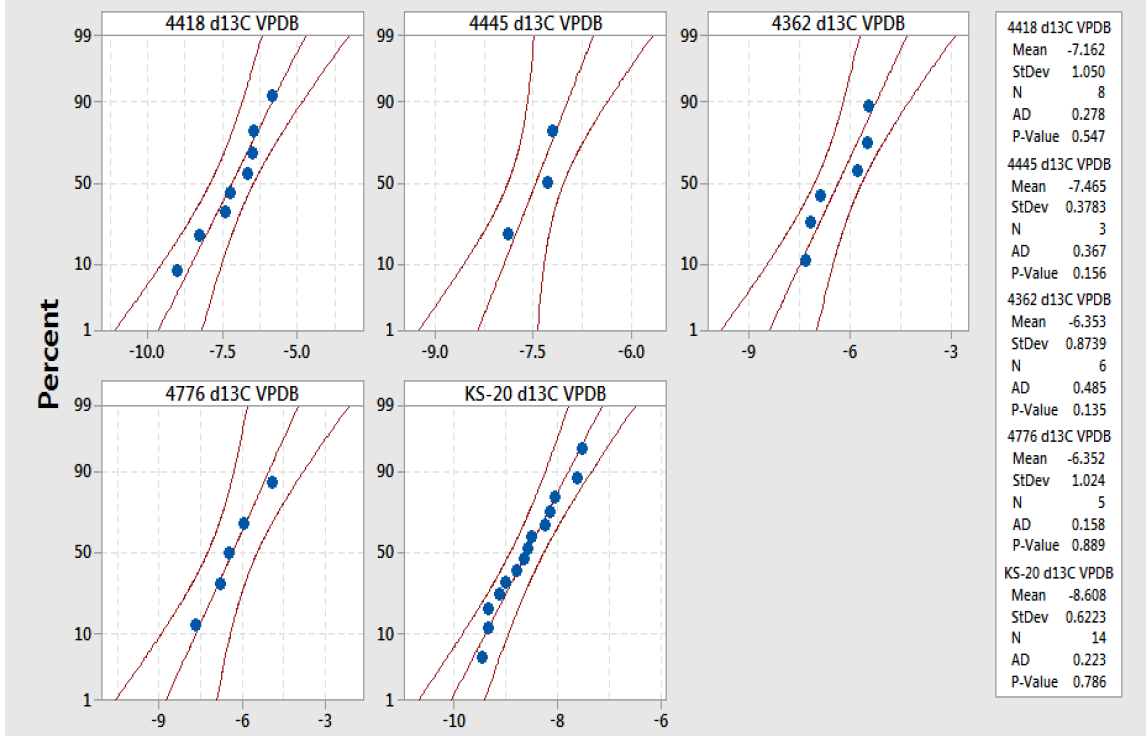 4418 d13C VPDB
99
90
50
10
1
-10.0 -7.5 -5.0
4445 d13C VPDB
99
90
50
10
1
-9.0 -7.5 -6.0
4362 d13C VPDB
99
90
50
10
1
-9 -6 -3
Percent
4776 d13C VPDB
99
90
50
10
1
-9 -6 -3
KS-20 d13C VPDB
99
90
50
10
1
-10 -8 -6
4418 d13C VPDB
Mean -7.162
StDev 1.050
N 8
AD 0.278
P-Value 0.547
4445 d13C VPDB
Mean -7.465
StDev 0.3783
N 3
AD 0.367
P-Value 0.156
4362 d13C VPDB
Mean -6.353
StDev 0.8739
N 6
AD 0.485
P-Value 0.135
4776 d13C VPDB
Mean -6.352
StDev 1.024
N 5
AD 0.158
P-Value 0.889
KS-20 d13C VPDB
Mean -8.608
StDev 0.6223
N 14
AD 0.223
P-Value 0.786